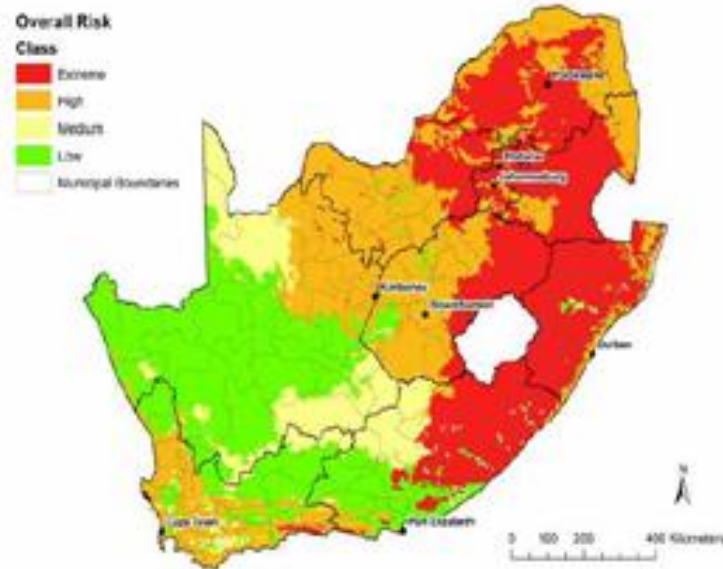 Overall Risk
Class
Extreme
High
Medium
Low
Municipal Boundaries
Polokwane
Pretoria
Johannesburg
Kimberley
Bloemfontein
Durban
Cape Town
Port Elizabeth
N
0 100 200 400 Kilometers